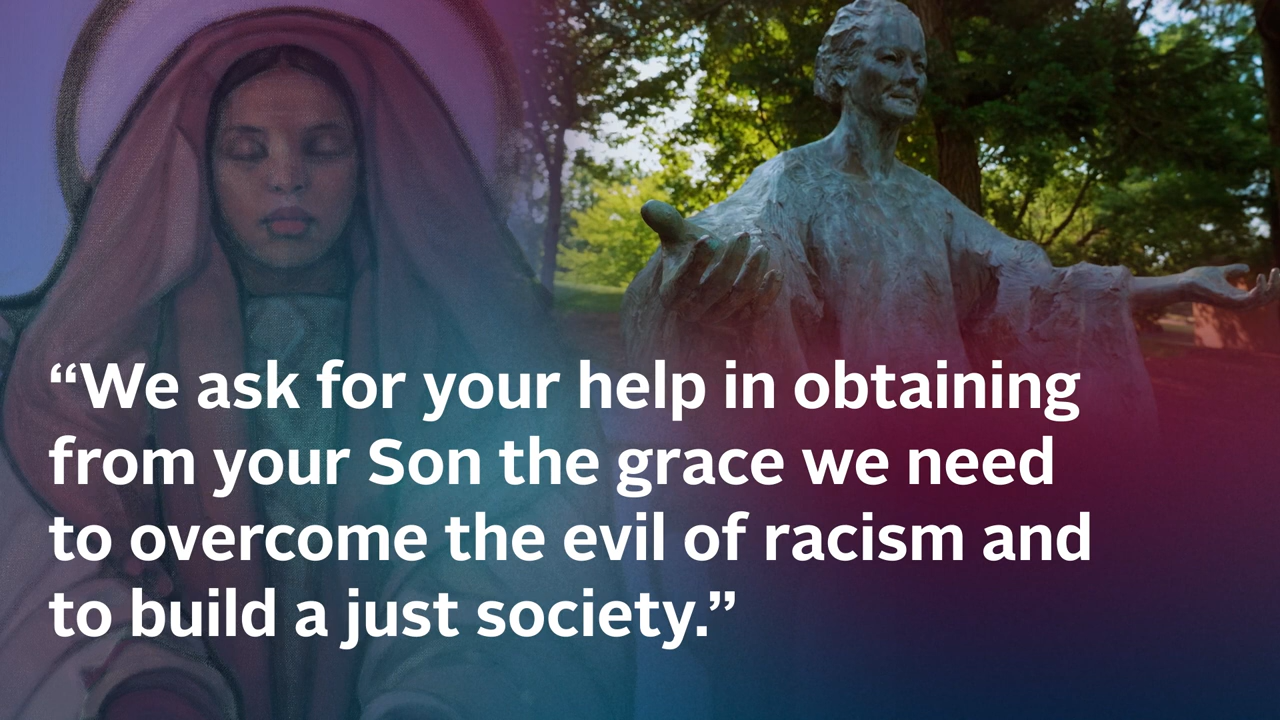 “We ask for your help in obtaining
from your Son the grace we need
to overcome the evil of racism and
to build a just society.”